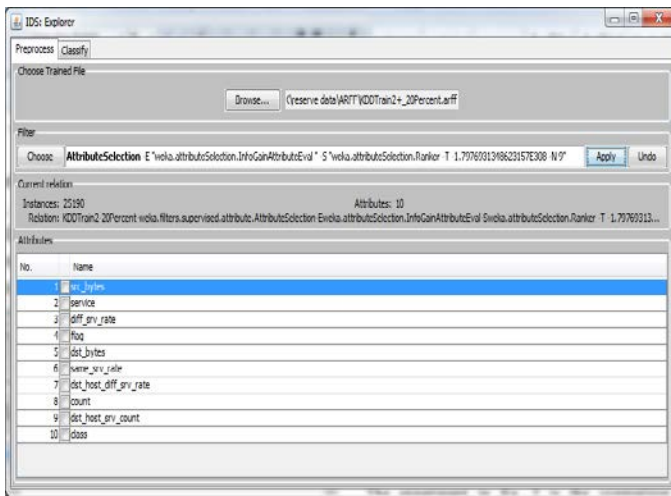 IDS: Explorer
Preprocess Classify
Choose Trained File
Browse... C:\reserve data\ARFF\KDDTrain2+_20Percent.arff
Filter
Choose AttributeSelection -E "weka.attributeSelection.InfoGainAttributeEval " -S "weka.attributeSelection.Ranker -T -1.7976931348623157E308 -N 9" Apply Undo
Current relation
Instances: 25190 Attributes: 10
Relation: KDDTrain2-20Percent-weka.filters.supervised.attribute.AttributeSelection-Eweka.attributeSelection.InfoGainAttributeEval-Sweka.attributeSelection.Ranker -T -1.79769313...
Attributes
No. Name
1 src_bytes
2 service
3 diff_srv_rate
4 flag
5 dst_bytes
6 same_srv_rate
7 dst_host_diff_srv_rate
8 count
9 dst_host_srv_count
10 class